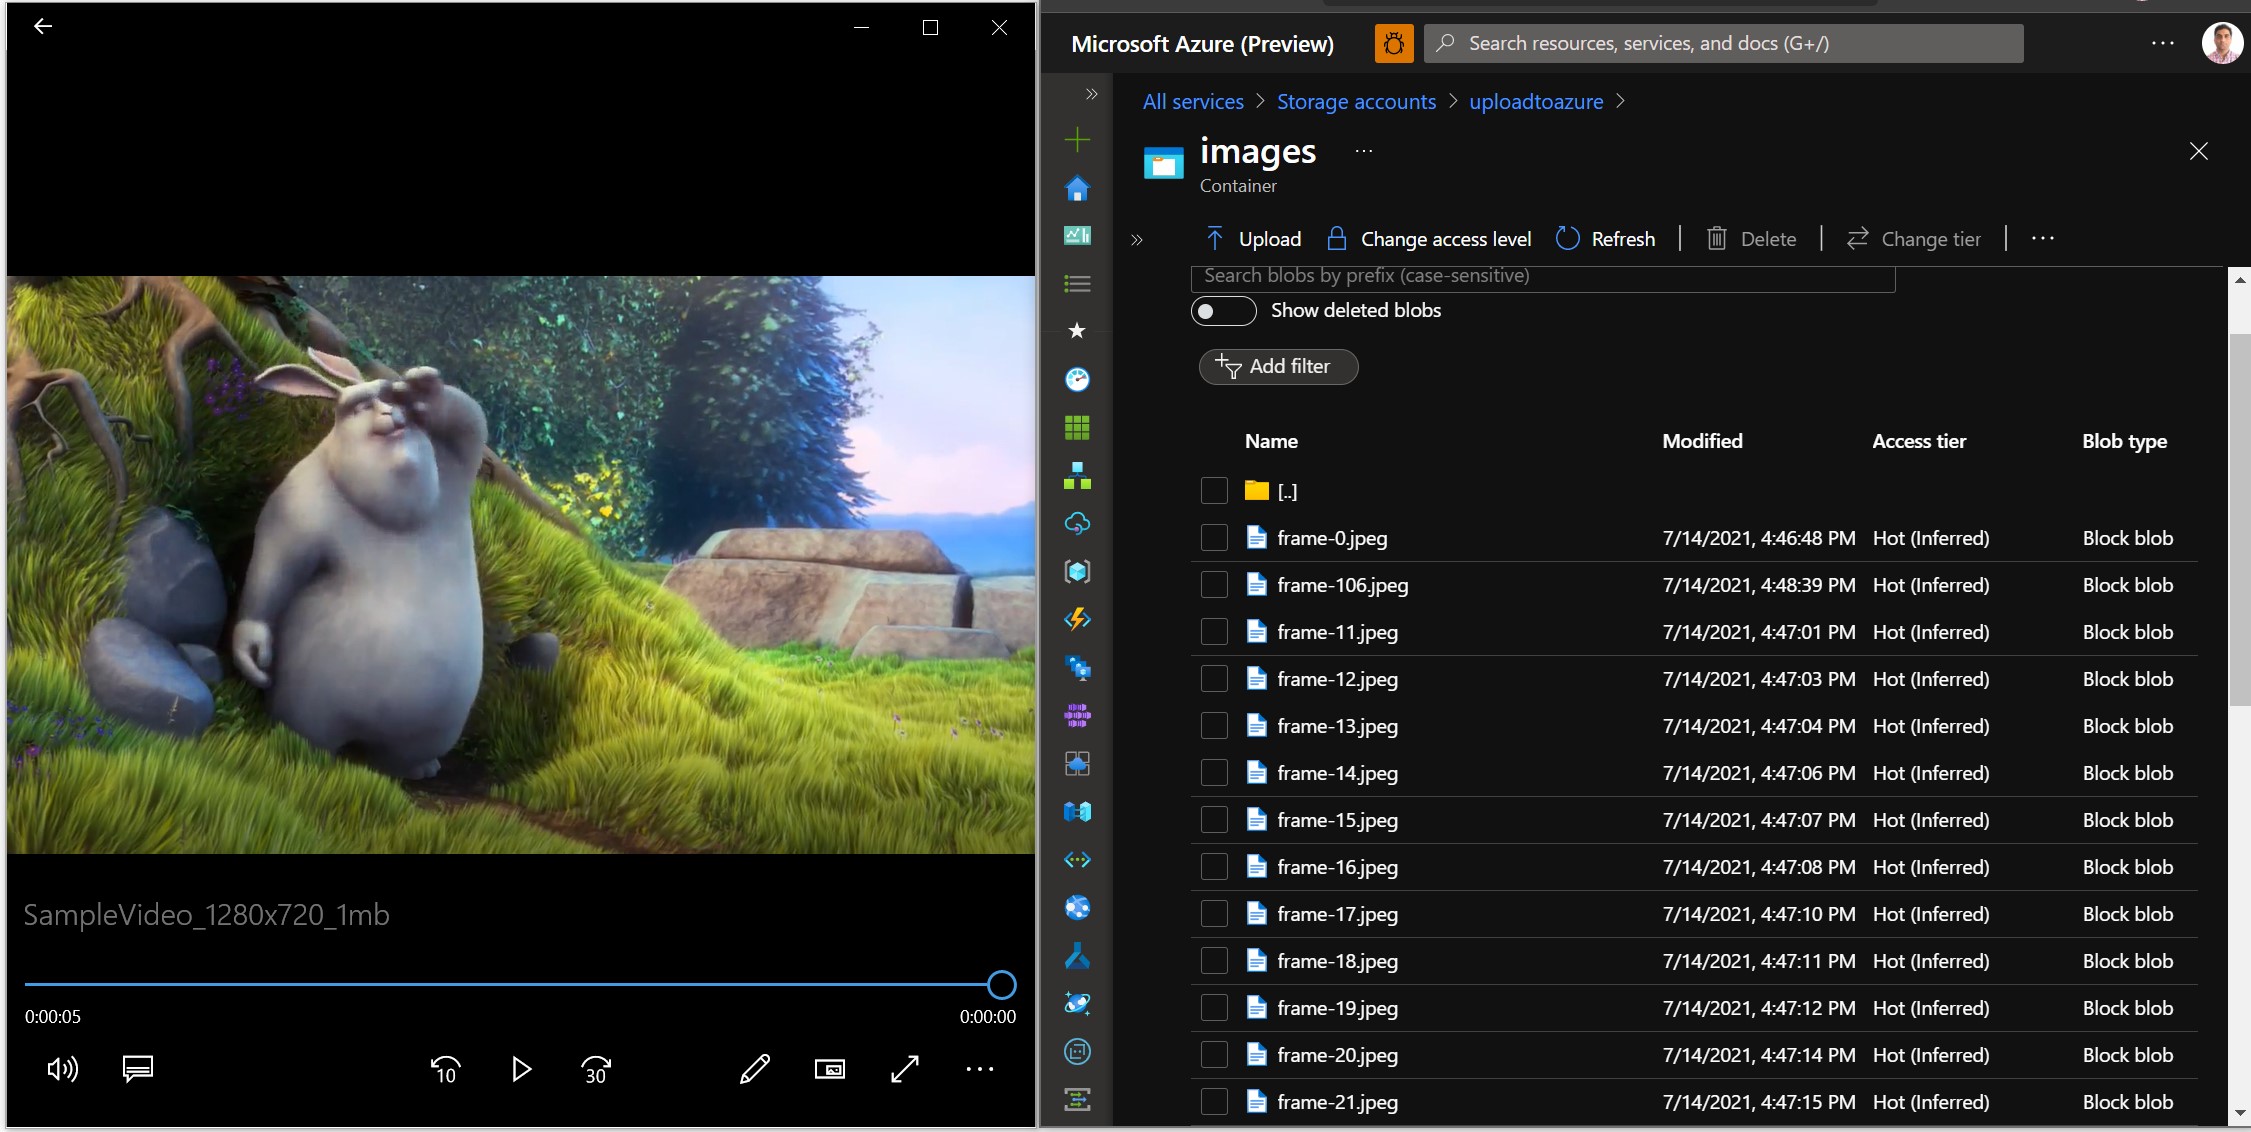 SampleVideo_1280x720_1mb
0:00:05
0:00:00
10
30
Microsoft Azure (Preview)
Search resources, services, and docs (G+/)
All services > Storage accounts > uploadtoazure >
images
Container
Upload
Change access level
Refresh
Delete
Change tier
Search blobs by prefix (case-sensitive)
Show deleted blobs
Add filter
Name Modified Access tier Blob type
[..]
frame-0.jpeg 7/14/2021, 4:46:48 PM Hot (Inferred) Block blob
frame-106.jpeg 7/14/2021, 4:48:39 PM Hot (Inferred) Block blob
frame-11.jpeg 7/14/2021, 4:47:01 PM Hot (Inferred) Block blob
frame-12.jpeg 7/14/2021, 4:47:03 PM Hot (Inferred) Block blob
frame-13.jpeg 7/14/2021, 4:47:04 PM Hot (Inferred) Block blob
frame-14.jpeg 7/14/2021, 4:47:06 PM Hot (Inferred) Block blob
frame-15.jpeg 7/14/2021, 4:47:07 PM Hot (Inferred) Block blob
frame-16.jpeg 7/14/2021, 4:47:08 PM Hot (Inferred) Block blob
frame-17.jpeg 7/14/2021, 4:47:10 PM Hot (Inferred) Block blob
frame-18.jpeg 7/14/2021, 4:47:11 PM Hot (Inferred) Block blob
frame-19.jpeg 7/14/2021, 4:47:12 PM Hot (Inferred) Block blob
frame-20.jpeg 7/14/2021, 4:47:14 PM Hot (Inferred) Block blob
frame-21.jpeg 7/14/2021, 4:47:15 PM Hot (Inferred) Block blob